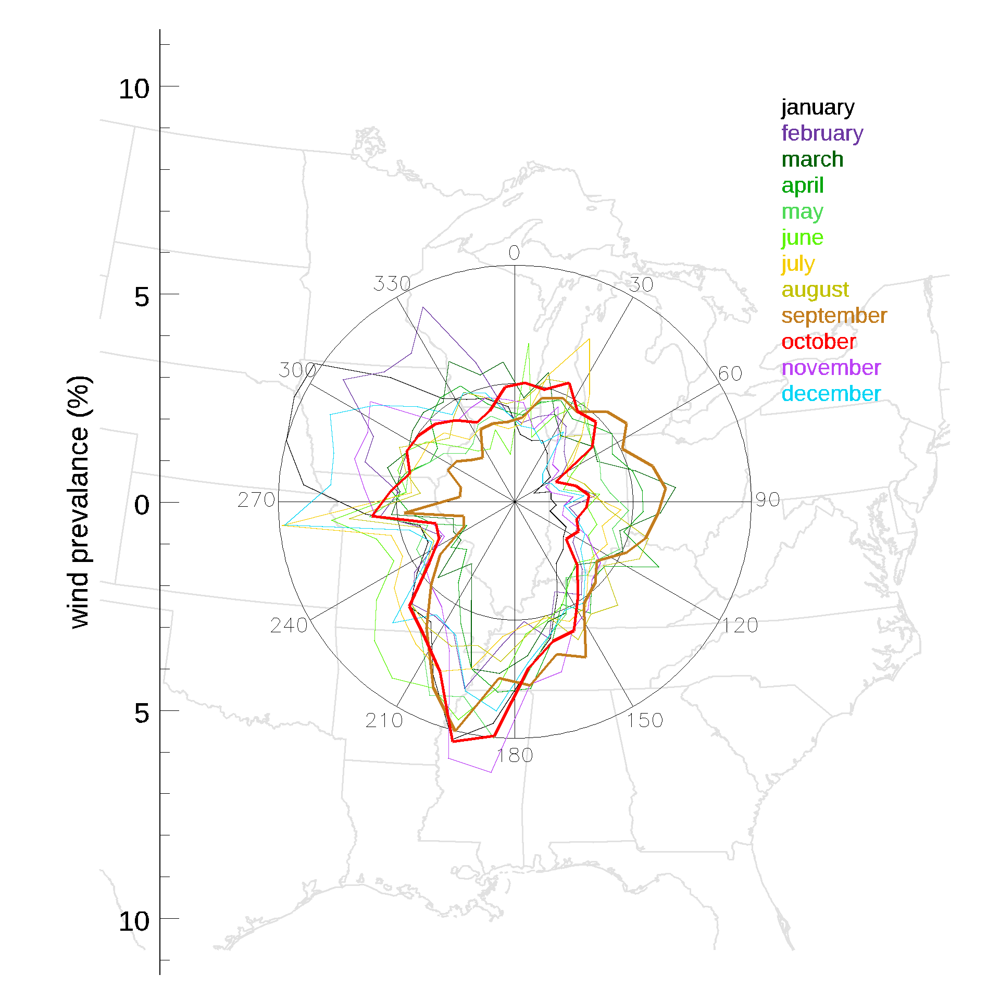 wind prevalance (%)
10
5
0
5
10
january
february
march
april
may
june
july
august
september
october
november
december
0
30
60
90
120
150
180
210
240
270
300
330